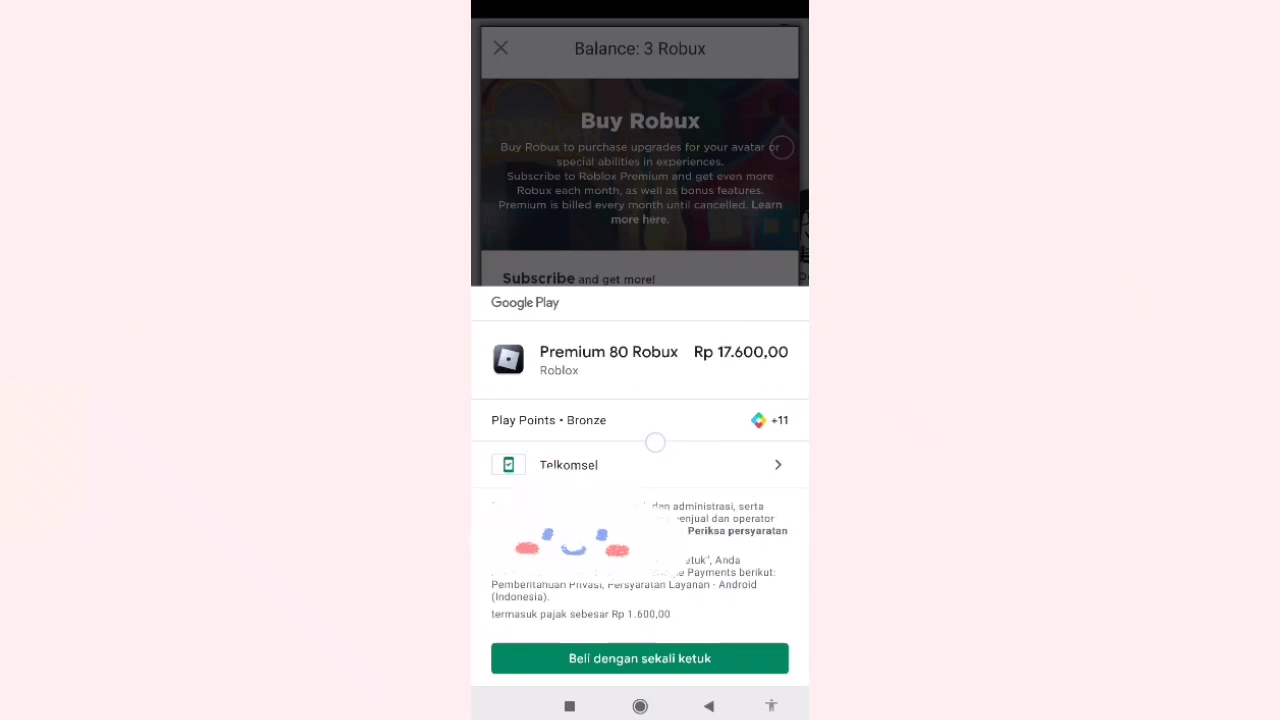 Balance: 3 Robux
Buy Robux
Buy Robux to purchase upgrades for your avatar or
special abilities in experiences.
Subscribe to Roblox Premium and get even more
Robux each month, as well as bonus features.
Premium is billed every month until cancelled. Learn
more here.
Subscribe and get more!
Google Play
Premium 80 Robux Rp 17.600,00
Roblox
Play Points • Bronze +11
Telkomsel
dan administrasi, serta
penjual dan operator
Periksa persyaratan
ketuk", Anda
Payments berikut:
Pemberitahuan Privasi, Persyaratan Layanan - Android
(Indonesia).
termasuk pajak sebesar Rp 1.600,00
Beli dengan sekali ketuk